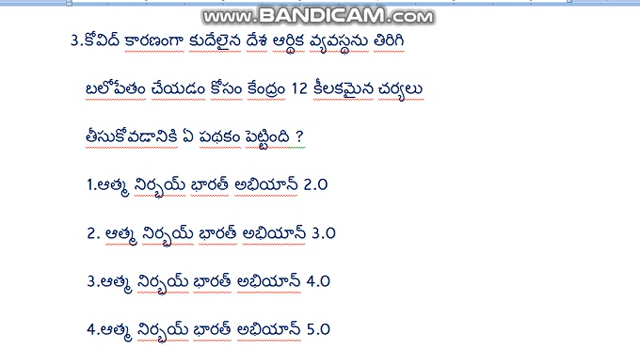 www.BANDICAM.com
3.కోవిద్ కారణంగా కుదేలైన దేశ ఆర్థిక వ్యవస్థను తిరిగి
బలోపేతం చేయడం కోసం కేంద్రం 12 కీలకమైన చర్యలు
తీసుకోవడానికి ఏ పథకం పెట్టింది ?
1.ఆత్మ నిర్భయ్ భారత్ అభియాన్ 2.0
2. ఆత్మ నిర్భయ్ భారత్ అభియాన్ 3.0
3.ఆత్మ నిర్భయ్ భారత్ అభియాన్ 4.0
4.ఆత్మ నిర్భయ్ భారత్ అభియాన్ 5.0